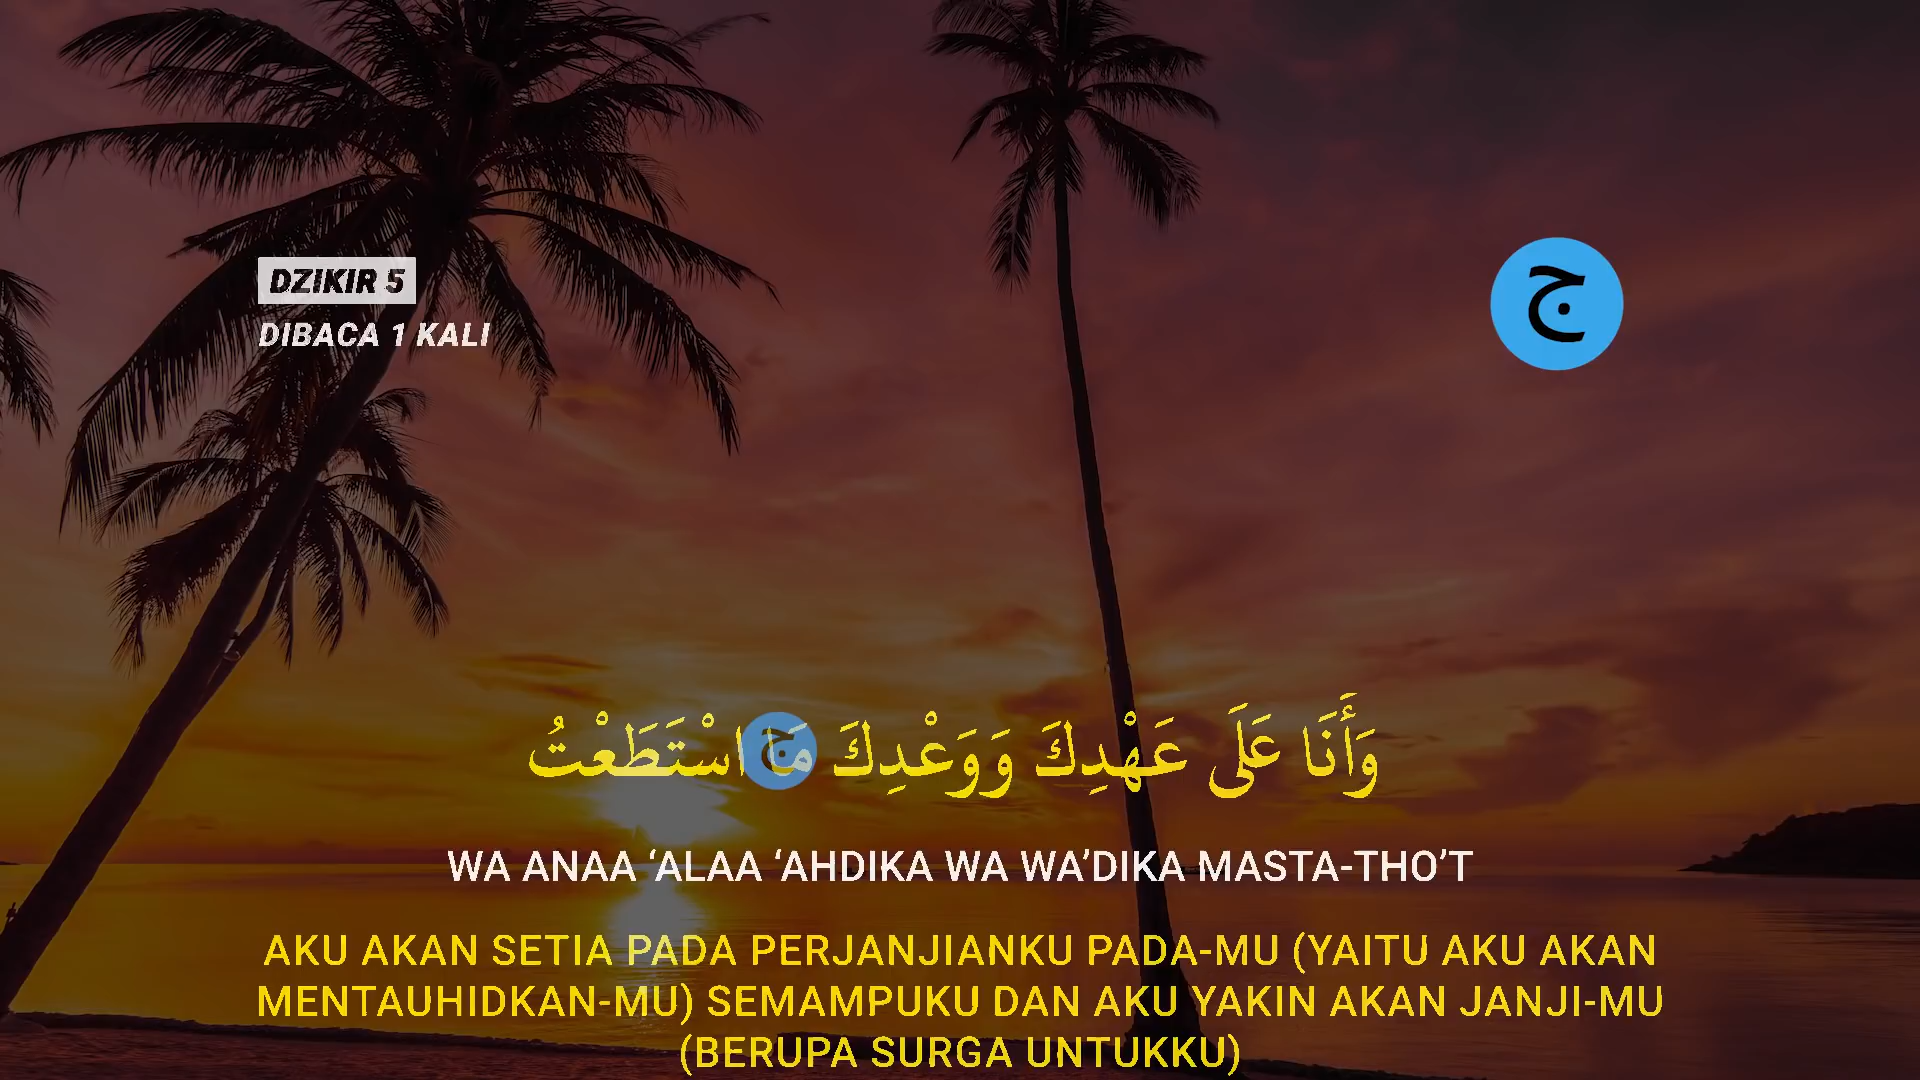 DZIKIR 5
DIBACA 1 KALI
ج
وَأَنَا عَلَى عَهْدِكَ وَوَعْدِكَ مَا اسْتَطَعْتُ
ج
WA ANAA ‘ALAA ‘AHDIKA WA WA’DIKA MASTA-THO’T
AKU AKAN SETIA PADA PERJANJIANKU PADA-MU (YAITU AKU AKAN
MENTAUHIDKAN-MU) SEMAMPUKU DAN AKU YAKIN AKAN JANJI-MU
(BERUPA SURGA UNTUKKU)